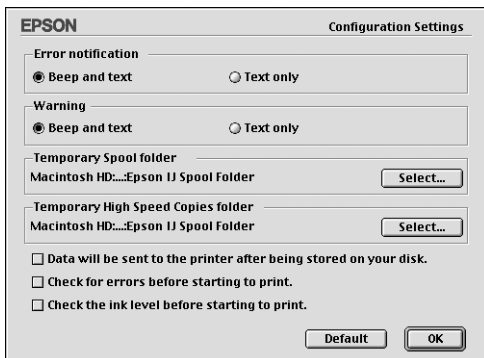 EPSON Configuration Settings
Error notification
Beep and text Text only
Warning
Beep and text Text only
Temporary Spool folder
Macintosh HD:...:Epson IJ Spool Folder Select...
Temporary High Speed Copies folder
Macintosh HD:...:Epson IJ Spool Folder Select...
Data will be sent to the printer after being stored on your disk.
Check for errors before starting to print.
Check the ink level before starting to print.
Default OK